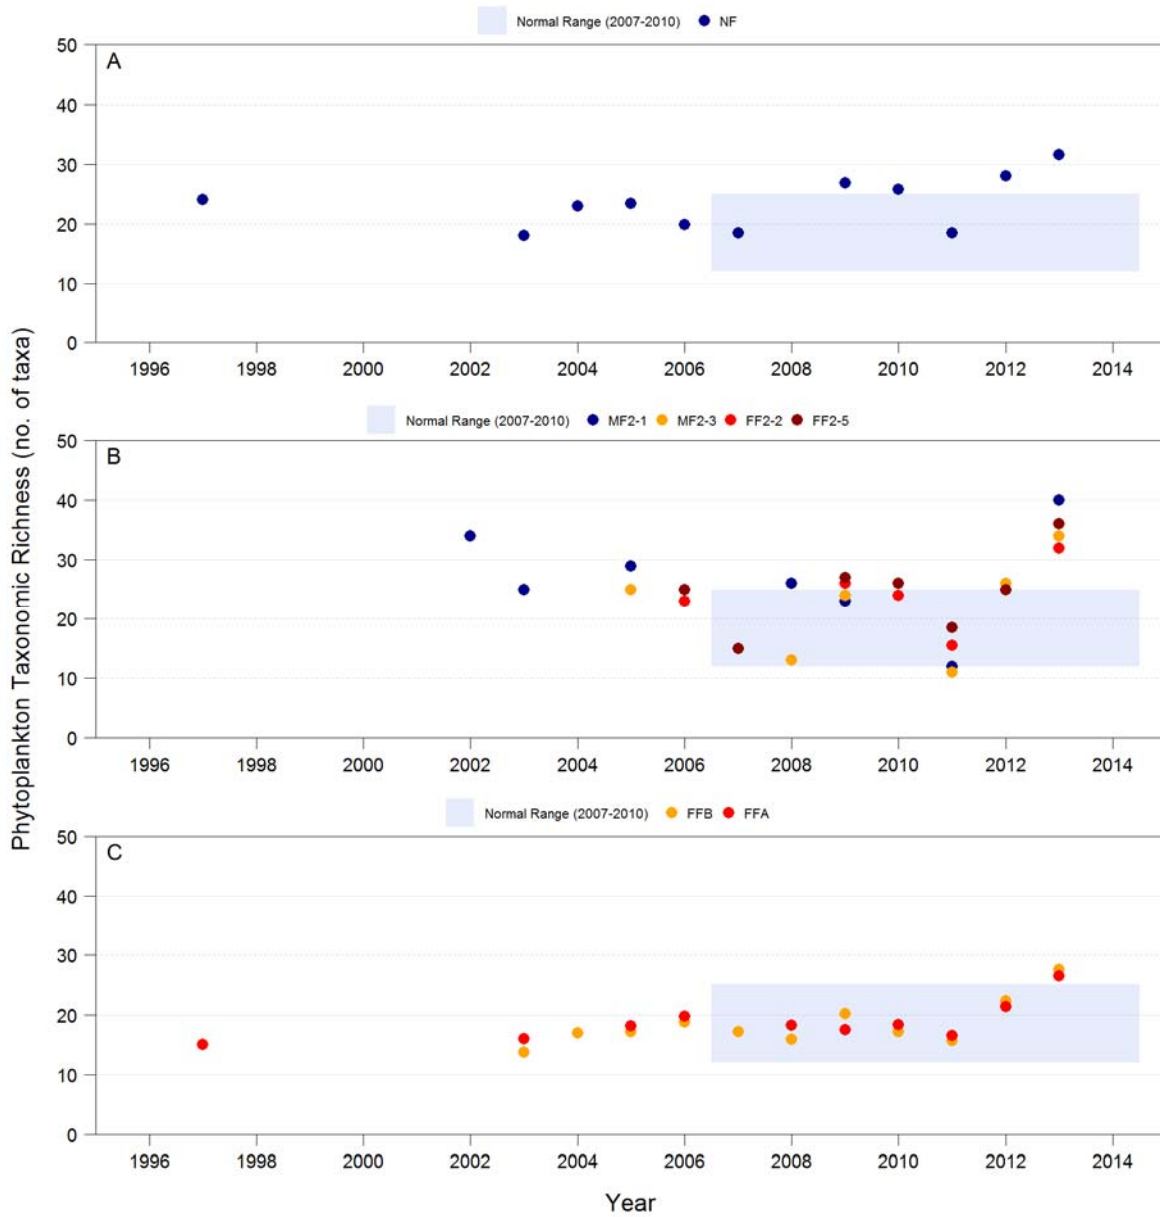 Normal Range (2007-2010) NF
A
50
40
30
20
10
0
1996 1998 2000 2002 2004 2006 2008 2010 2012 2014
Phytoplankton Taxonomic Richness (no. of taxa)
Normal Range (2007-2010) MF2-1 MF2-3 FF2-2 FF2-5
B
50
40
30
20
10
0
1996 1998 2000 2002 2004 2006 2008 2010 2012 2014
Normal Range (2007-2010) FFB FFA
C
50
40
30
20
10
0
1996 1998 2000 2002 2004 2006 2008 2010 2012 2014
Year